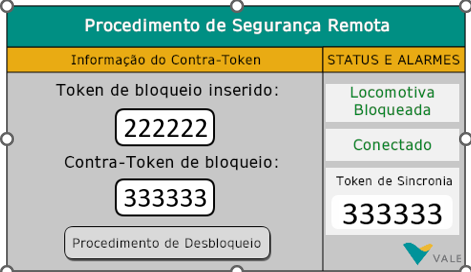 Procedimento de Segurança Remota
Informação do Contra-Token
STATUS E ALARMES
Token de bloqueio inserido:
222222
Contra-Token de bloqueio:
333333
Procedimento de Desbloqueio
Locomotiva
Bloqueada
Conectado
Token de Sincronia
333333
VALE